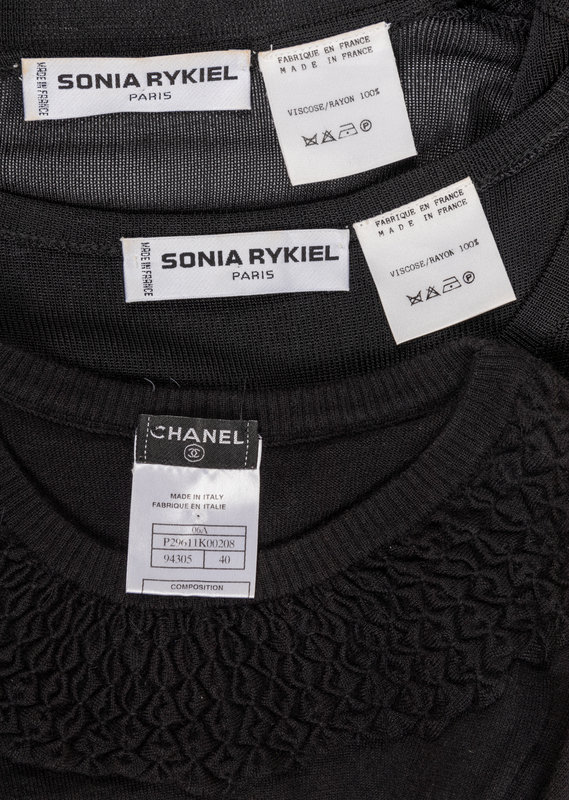 MADE IN FRANCE
SONIA RYKIEL
PARIS
FABRIQUE EN FRANCE
MADE IN FRANCE
VISCOSE/RAYON 100%
P
MADE IN FRANCE
SONIA RYKIEL
PARIS
FABRIQUE EN FRANCE
MADE IN FRANCE
VISCOSE/RAYON 100%
P
CHANEL
MADE IN ITALY
FABRIQUE EN ITALIE
06A
P29611K00208
94305 40
COMPOSITION